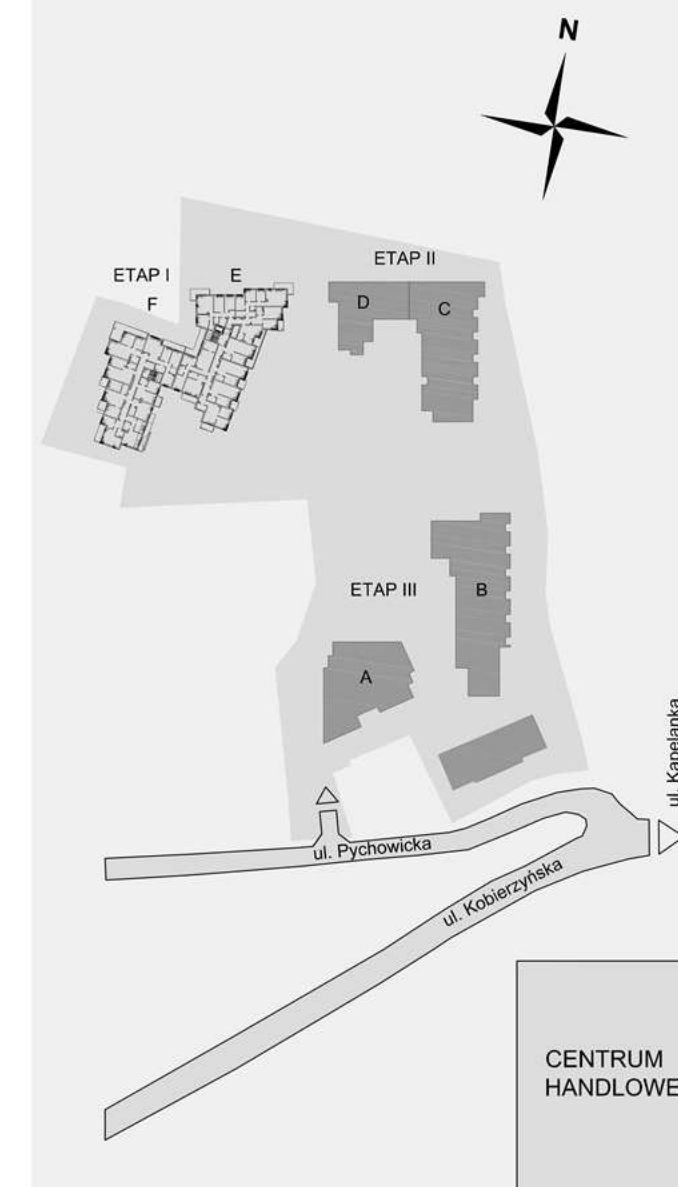 N
ETAP II
ETAP I
E
F
D
C
ETAP III
B
A
ul. Kapelanka
ul. Pychowicka
ul. Kobierzyńska
CENTRUM
HANDLOWE